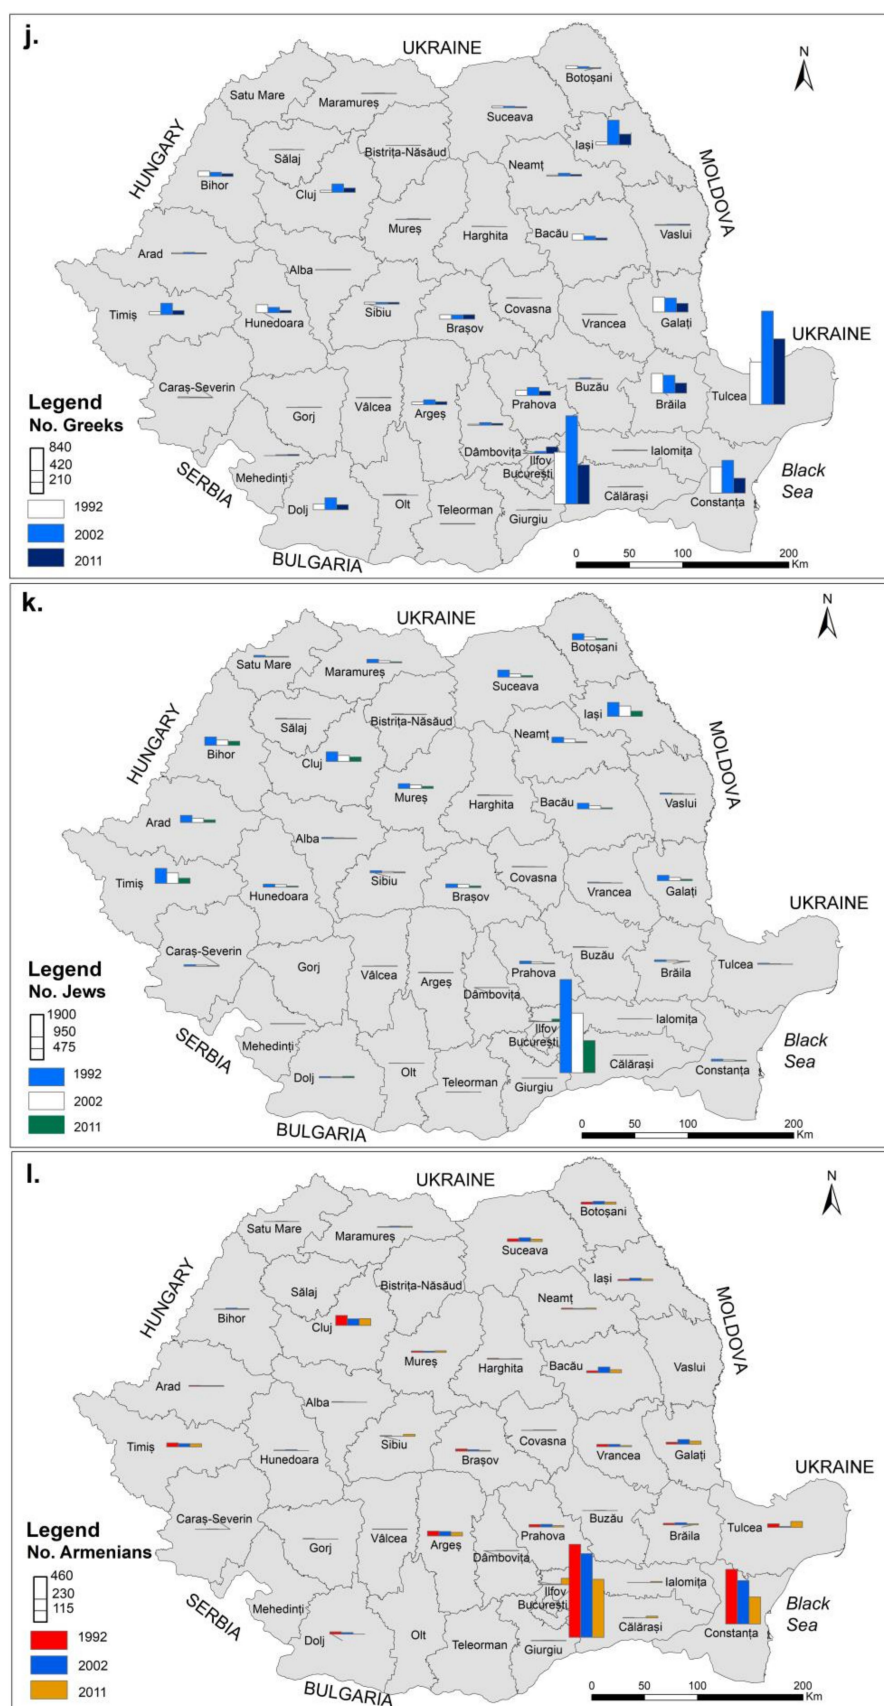 j.
UKRAINE
N
Botoșani
Satu Mare
Maramureș
Suceava
Iași
HUNGARY
Sălaj
Bistrița-Năsăud
Neamț
MOLDOVA
Bihor
Cluj
Mureș
Harghita
Bacău
Vaslui
Arad
Alba
Timiș
Hunedoara
Sibiu
Brașov
Covasna
Vrancea
Galați
UKRAINE
Caraș-Severin
Gorj
Vâlcea
Argeș
Prahova
Buzău
Brăila
Tulcea
Legend
No. Greeks
840
420
210
1992
2002
2011
SERBIA
Mehedinți
Dâmbovița
Ilfov
București
Ialomița
Călărași
Constanța
Black
Sea
Dolj
Olt
Teleorman
Giurgiu
BULGARIA
0 50 100 200
Km
k.
UKRAINE
N
Botoșani
Satu Mare
Maramureș
Suceava
Iași
HUNGARY
Sălaj
Bistrița-Năsăud
Neamț
MOLDOVA
Bihor
Cluj
Mureș
Harghita
Bacău
Vaslui
Arad
Alba
Timiș
Hunedoara
Sibiu
Brașov
Covasna
Vrancea
Galați
UKRAINE
Caraș-Severin
Gorj
Vâlcea
Argeș
Prahova
Buzău
Brăila
Tulcea
Legend
No. Jews
1900
950
475
1992
2002
2011
SERBIA
Mehedinți
Dâmbovița
Ilfov
București
Ialomița
Călărași
Constanța
Black
Sea
Dolj
Olt
Teleorman
Giurgiu
BULGARIA
0 50 100 200
Km
l.
UKRAINE
N
Botoșani
Satu Mare
Maramureș
Suceava
Iași
HUNGARY
Sălaj
Bistrița-Năsăud
Neamț
MOLDOVA
Bihor
Cluj
Mureș
Harghita
Bacău
Vaslui
Arad
Alba
Timiș
Hunedoara
Sibiu
Brașov
Covasna
Vrancea
Galați
UKRAINE
Caraș-Severin
Gorj
Vâlcea
Argeș
Prahova
Buzău
Brăila
Tulcea
Legend
No. Armenians
460
230
115
1992
2002
2011
SERBIA
Mehedinți
Dâmbovița
Ilfov
București
Ialomița
Călărași
Constanța
Black
Sea
Dolj
Olt
Teleorman
Giurgiu
BULGARIA
0 50 100 200
Km